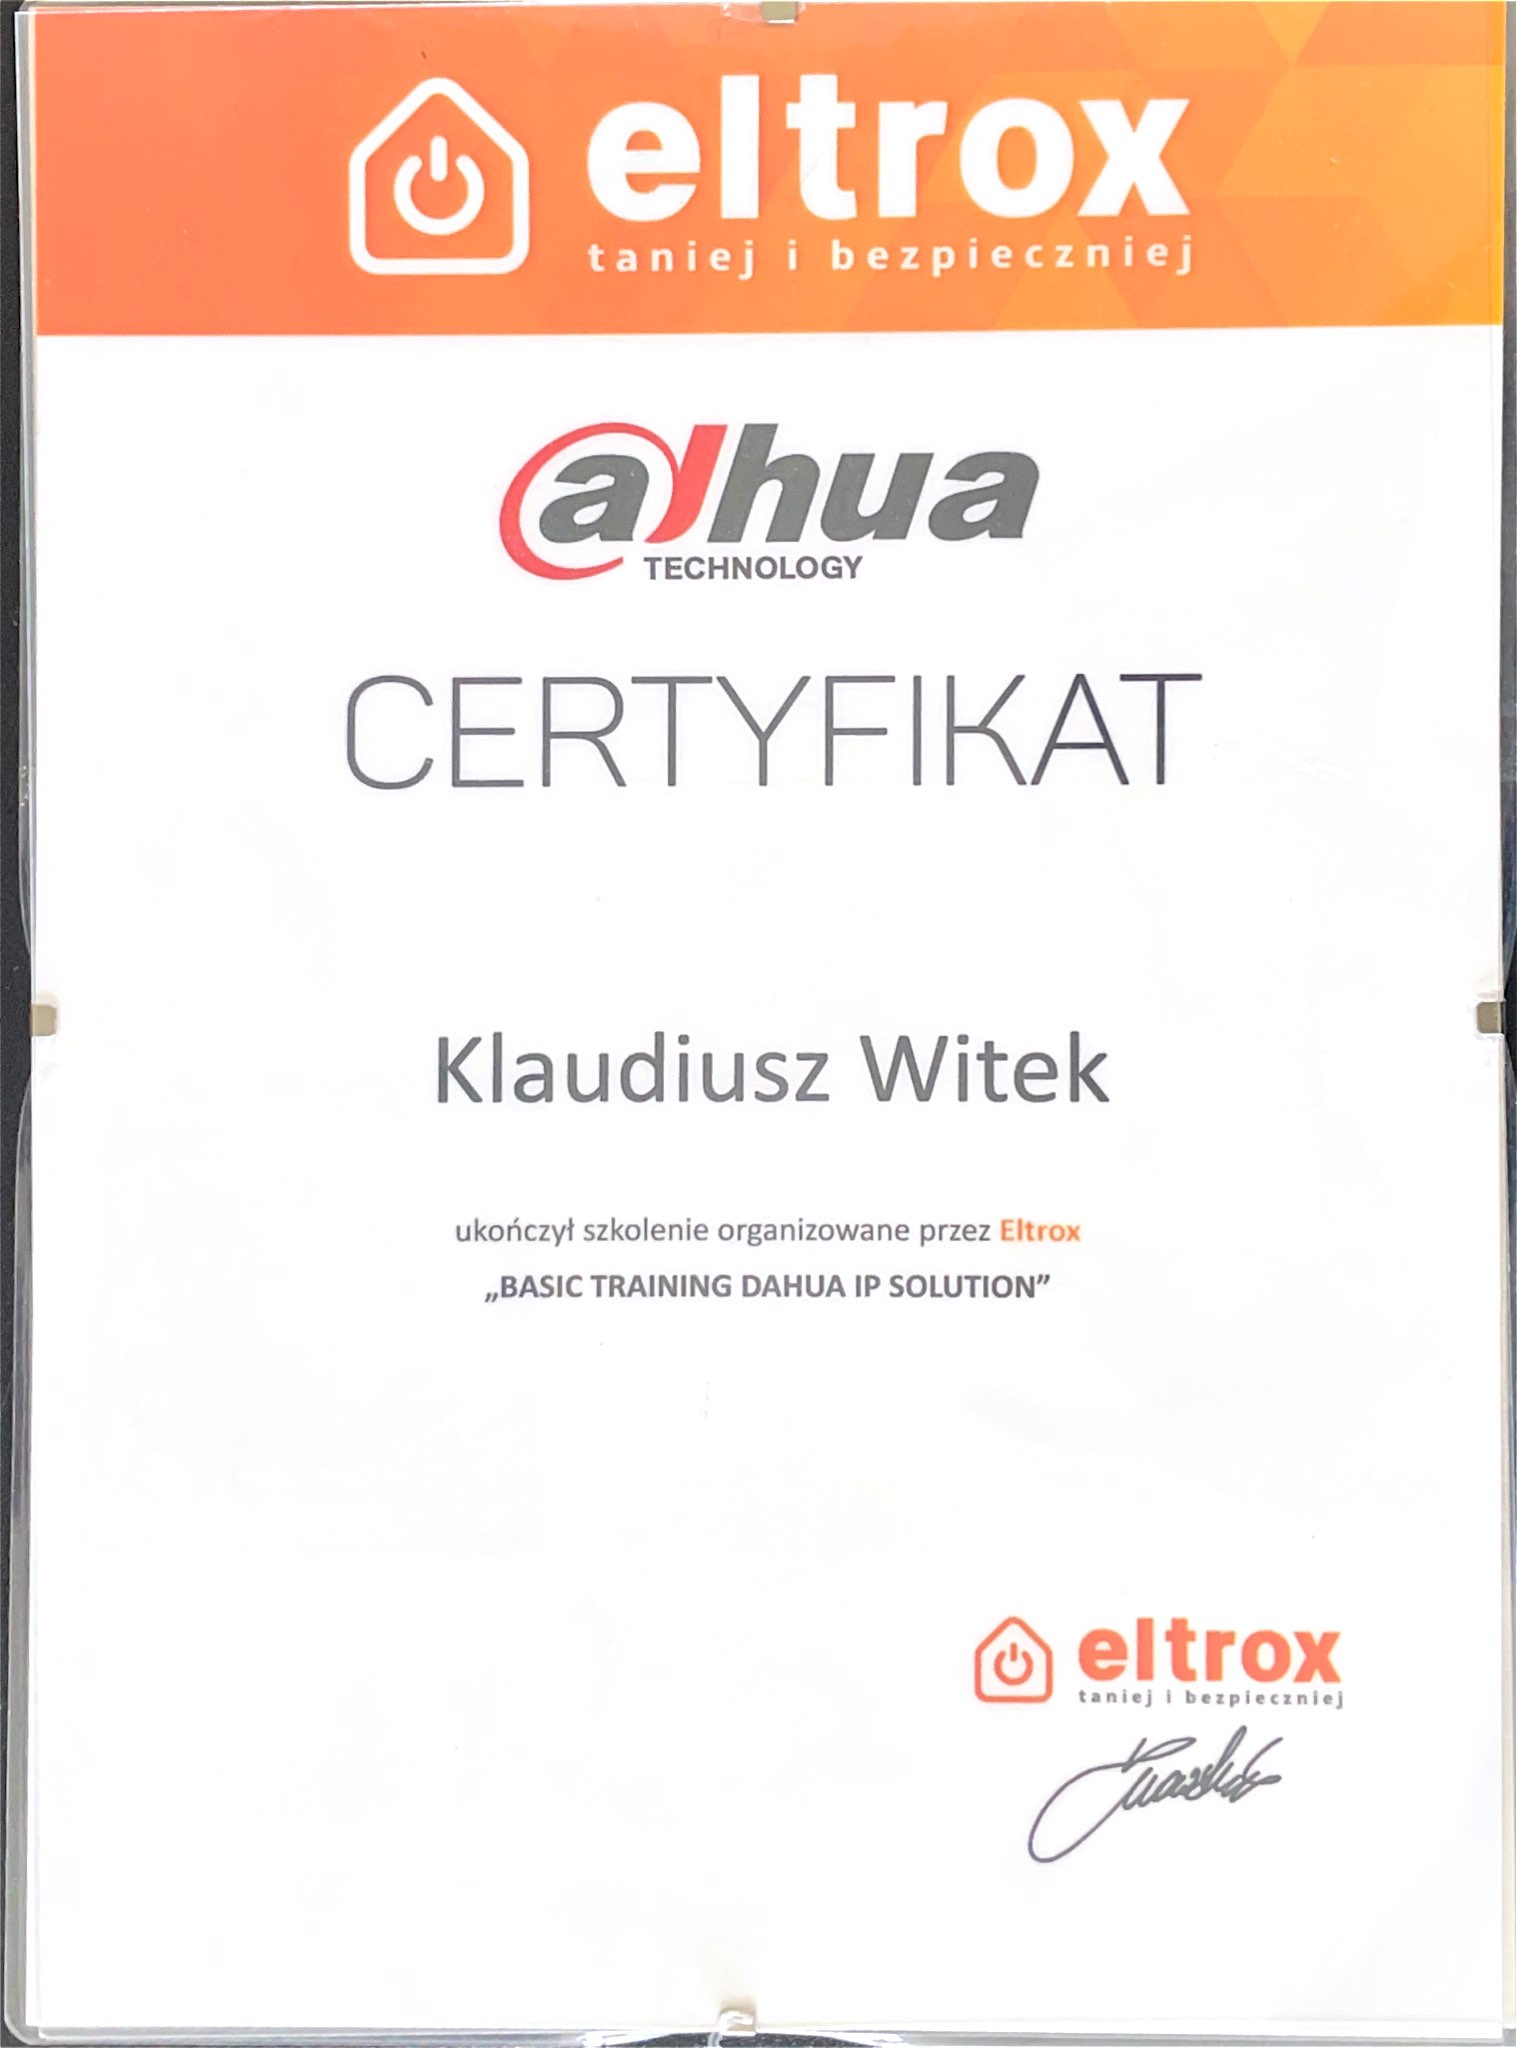 eltrox
taniej i bezpieczniej
alhua
TECHNOLOGY
CERTYFIKAT
Klaudiusz Witek
ukończył szkolenie organizowane przez Eltrox
„BASIC TRAINING DAHUA IP SOLUTION”
eltrox
taniej i bezpieczniej